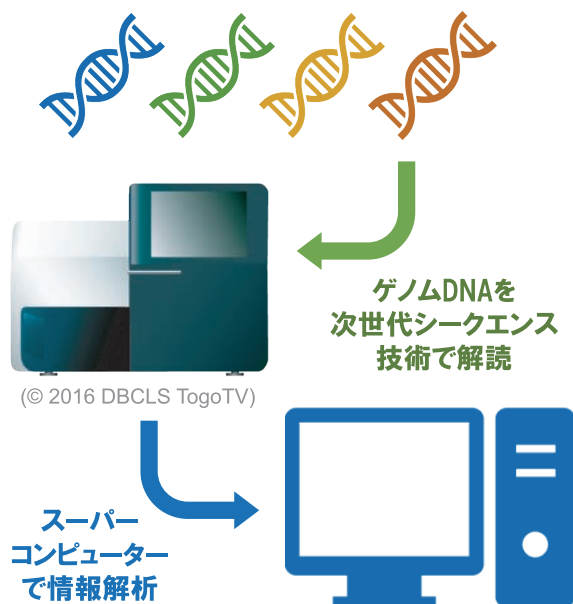 ゲノムDNAを
次世代シークエンス
技術で解読
(© 2016 DBCLS TogoTV)
スーパー
コンピューター
で情報解析